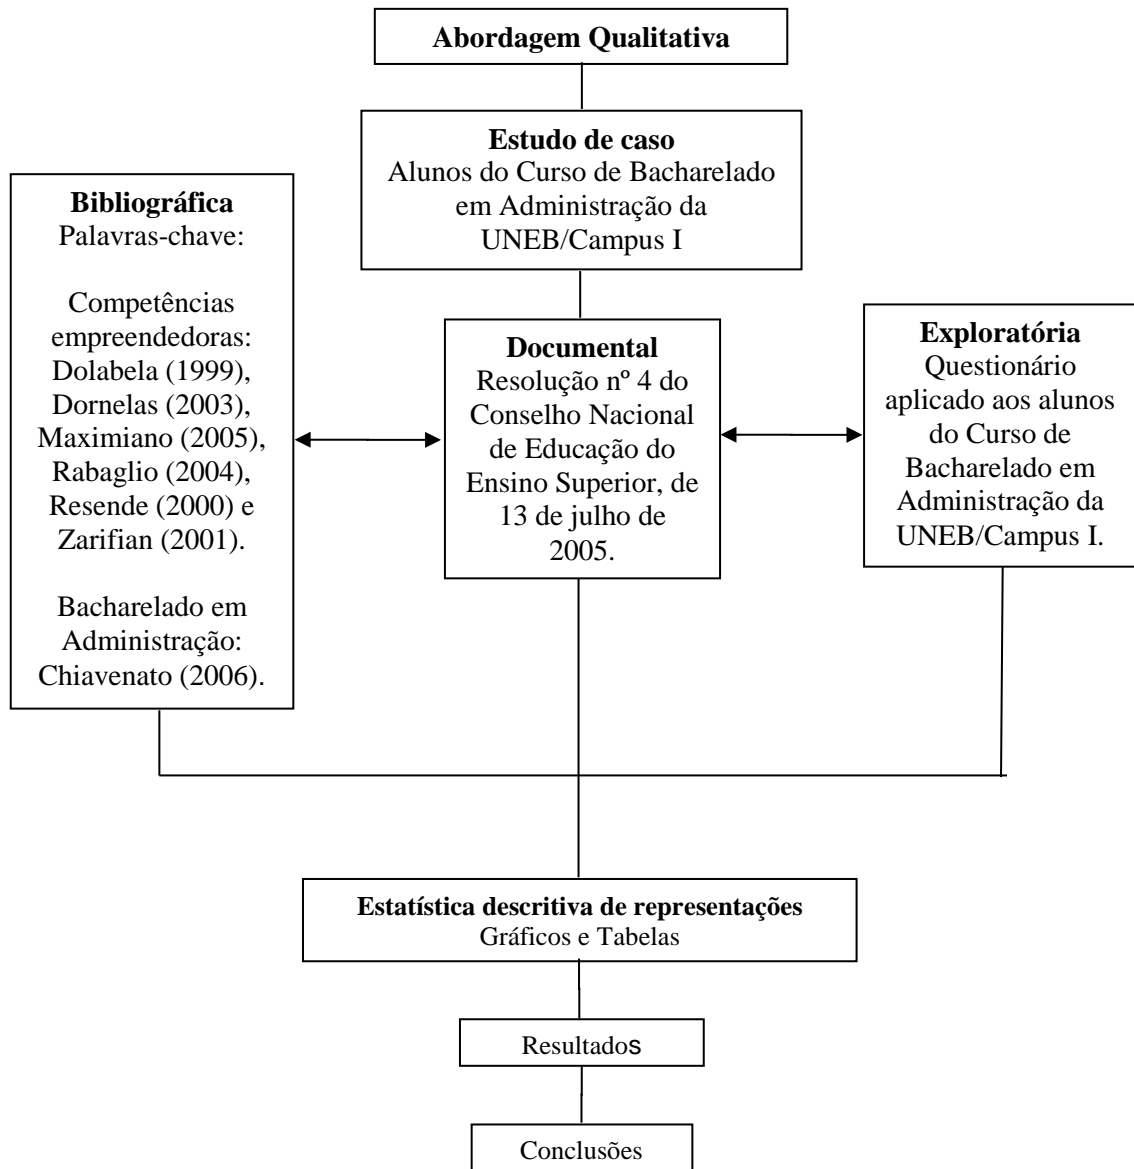 Abordagem Qualitativa
Estudo de caso
Alunos do Curso de Bacharelado
em Administração da
UNEB/Campus I
Bibliográfica
Palavras-chave:
Competências
empreendedoras:
Dolabela (1999),
Dornelas (2003),
Maximiano (2005),
Rabaglio (2004),
Resende (2000) e
Zarifian (2001).
Bacharelado em
Administração:
Chiavenato (2006).
Documental
Resolução nº 4 do
Conselho Nacional
de Educação do
Ensino Superior, de
13 de julho de
2005.
Exploratória
Questionário
aplicado aos alunos
do Curso de
Bacharelado em
Administração da
UNEB/Campus I.
Estatística descritiva de representações
Gráficos e Tabelas
Resultados
Conclusões